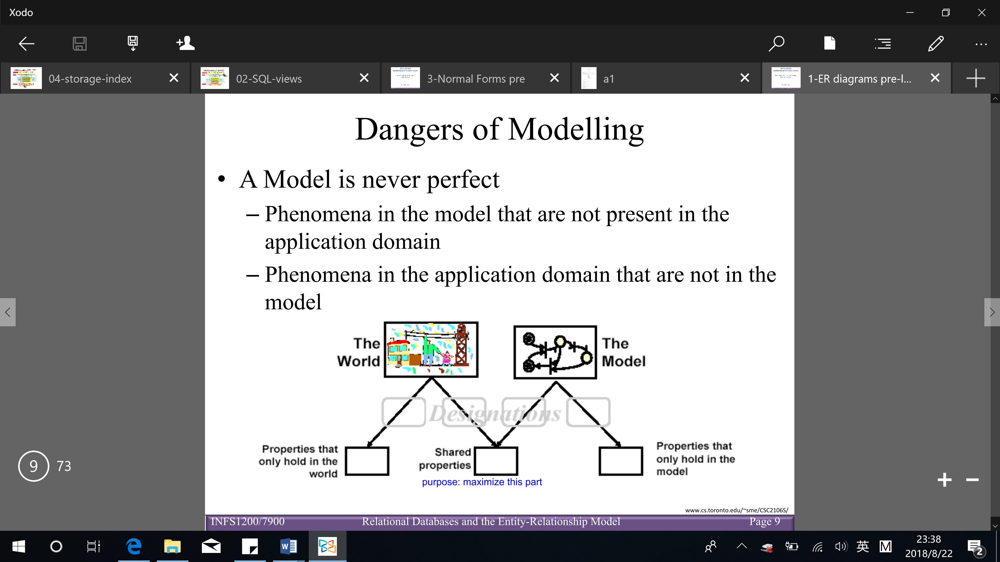 Xodo
04-storage-index
02-SQL-views
3-Normal Forms pre
a1
1-ER diagrams pre-l...
Dangers of Modelling
• A Model is never perfect
– Phenomena in the model that are not present in the
application domain
– Phenomena in the application domain that are not in the
model
The
World
The
Model
Designations
Properties that
only hold in the
world
Shared
properties
Properties that
only hold in the
model
purpose: maximize this part
www.cs.toronto.edu/~sme/CSC2106S/
INFS1200/7900
Relational Databases and the Entity-Relationship Model
Page 9
9 73
英
M
23:38
2018/8/22
2